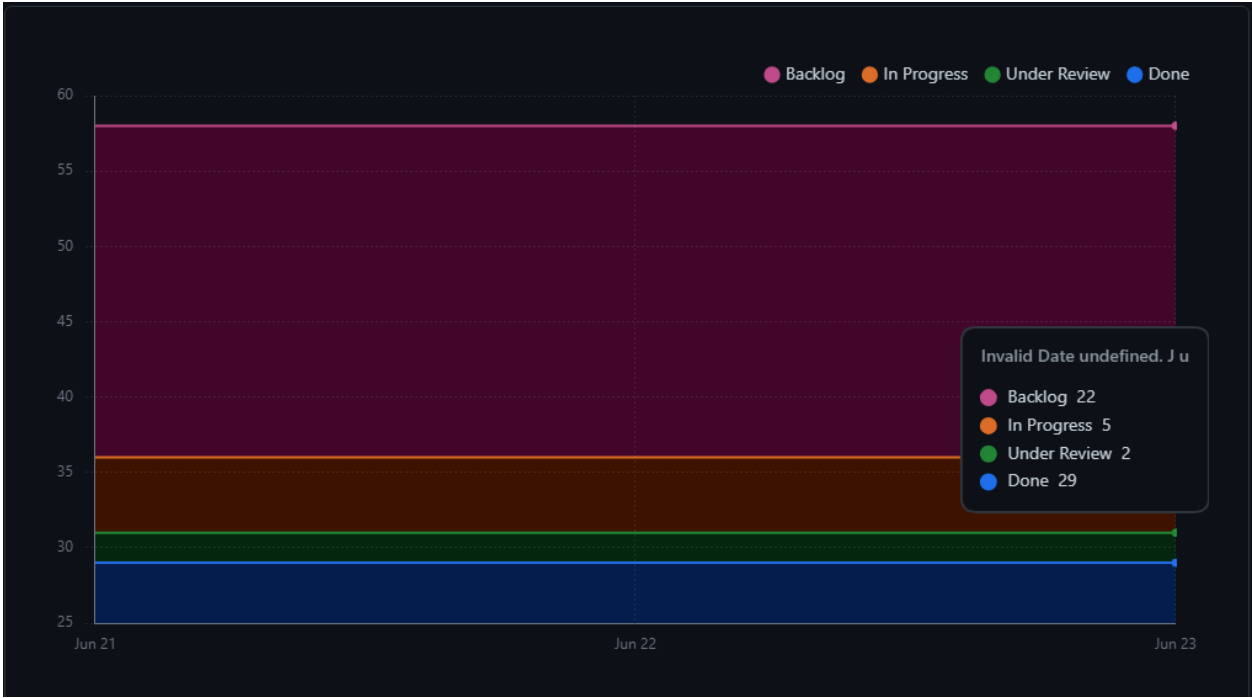 Backlog In Progress Under Review Done
60
55
50
45
40
35
30
25
Invalid Date undefined. J u
Backlog 22
In Progress 5
Under Review 2
Done 29
Jun 21 Jun 22 Jun 23